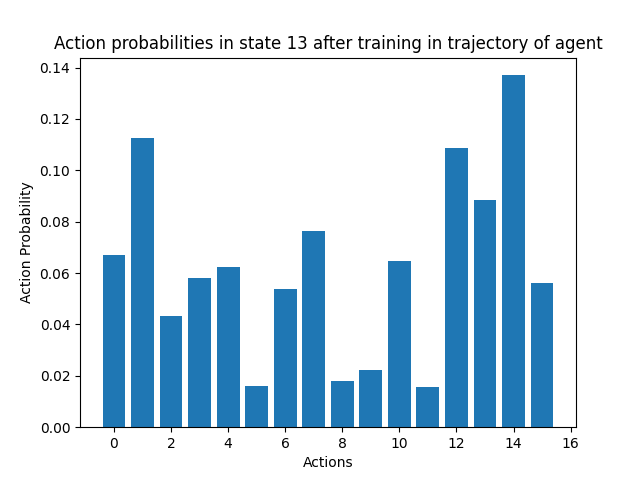 Action probabilities in state 13 after training in trajectory of agent
0.14
0.12
0.10
0.08
0.06
0.04
0.02
0.00
Action Probability
0 2 4 6 8 10 12 14 16
Actions